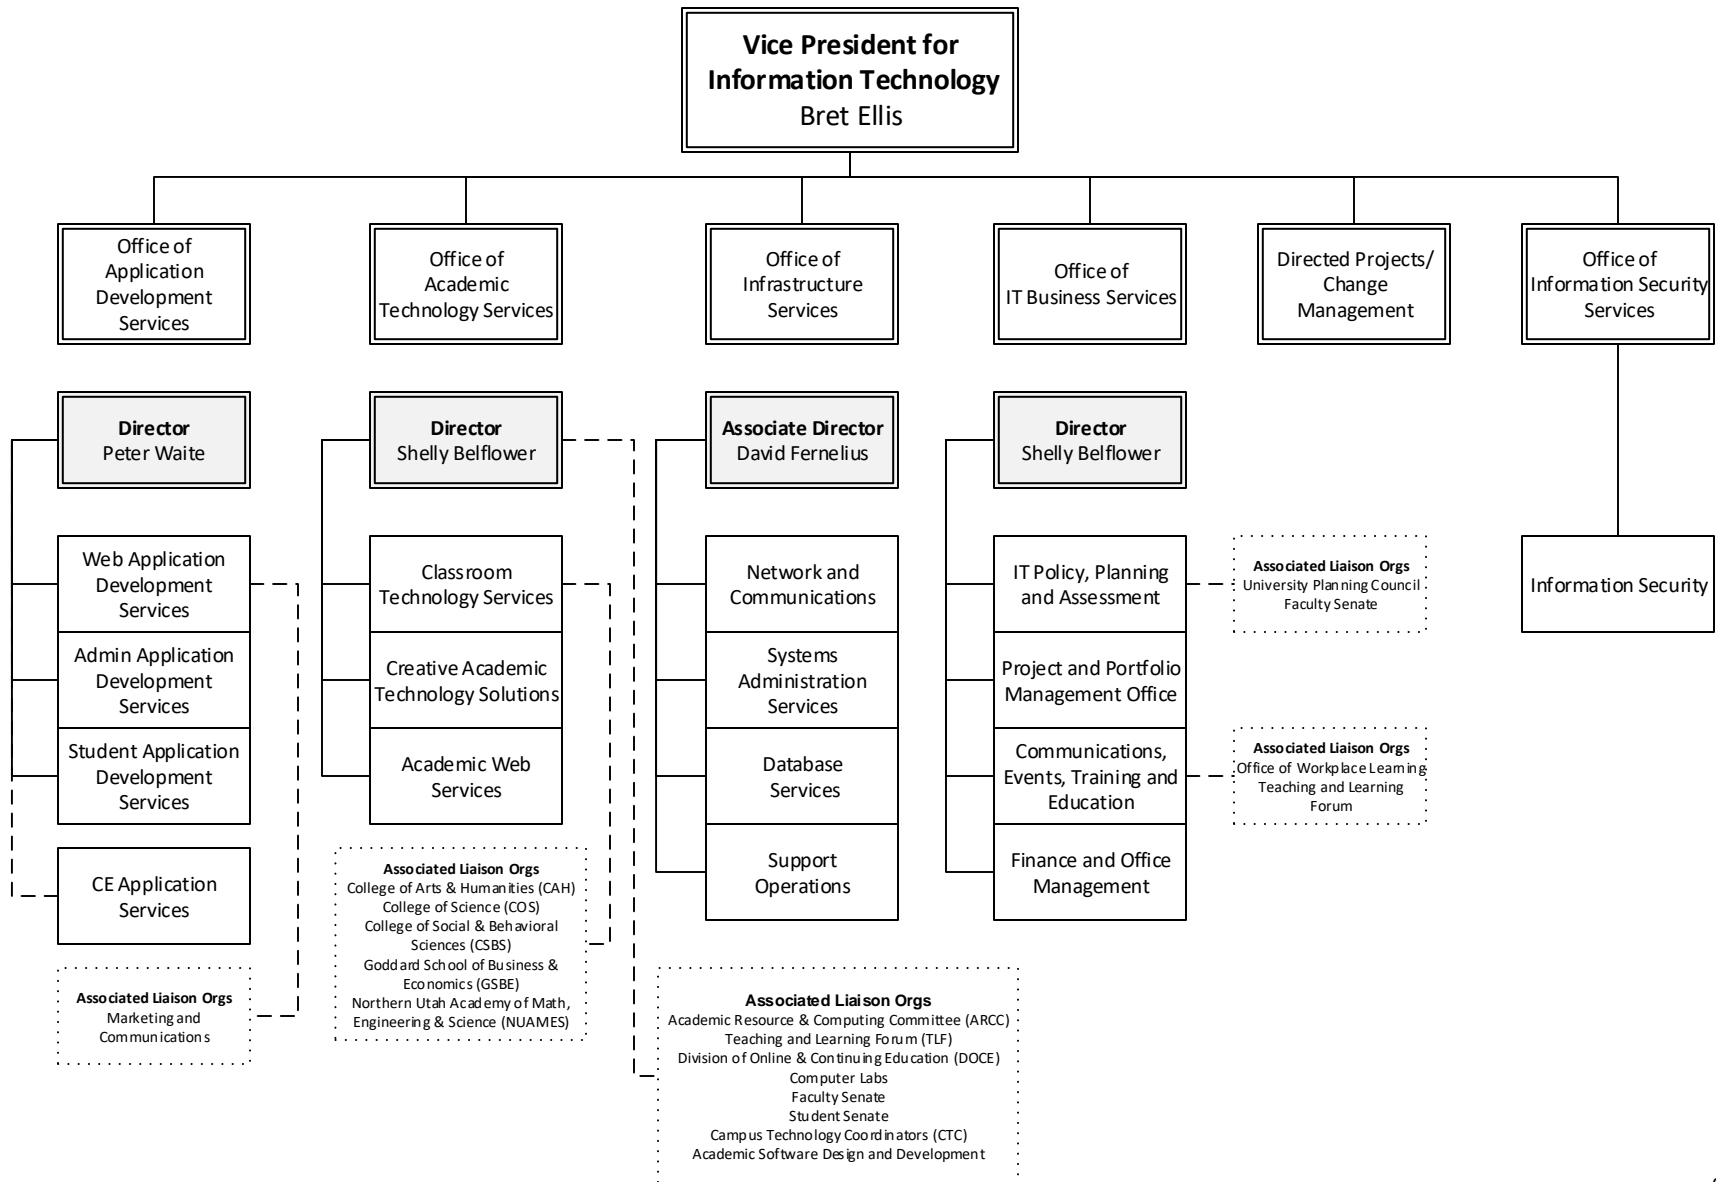 Vice President for
Information Technology
Bret Ellis
Office of
Application
Development
Services
Office of
Academic
Technology Services
Office of
Infrastructure
Services
Office of
IT Business Services
Directed Projects/
Change
Management
Office of
Information Security
Services
Director
Peter Waite
Director
Shelly Belflower
Associate Director
David Fernelius
Director
Shelly Belflower
Web Application
Development
Services
Admin Application
Development
Services
Student Application
Development
Services
CE Application
Services
Associated Liaison Orgs
Marketing and
Communications
Classroom
Technology Services
Creative Academic
Technology Solutions
Academic Web
Services
Associated Liaison Orgs
College of Arts & Humanities (CAH)
College of Science (COS)
College of Social & Behavioral
Sciences (CSBS)
Goddard School of Business &
Economics (GSBE)
Northern Utah Academy of Math,
Engineering & Science (NUAMES)
Network and
Communications
Systems
Administration
Services
Database
Services
Support
Operations
Associated Liaison Orgs
Academic Resource & Computing Committee (ARCC)
Teaching and Learning Forum (TLF)
Division of Online & Continuing Education (DOCE)
Computer Labs
Faculty Senate
Student Senate
Campus Technology Coordinators (CTC)
Academic Software Design and Development
IT Policy, Planning
and Assessment
Project and Portfolio
Management Office
Communications,
Events, Training and
Education
Finance and Office
Management
Associated Liaison Orgs
University Planning Council
Faculty Senate
Associated Liaison Orgs
Office of Workplace Learning
Teaching and Learning
Forum
Information Security